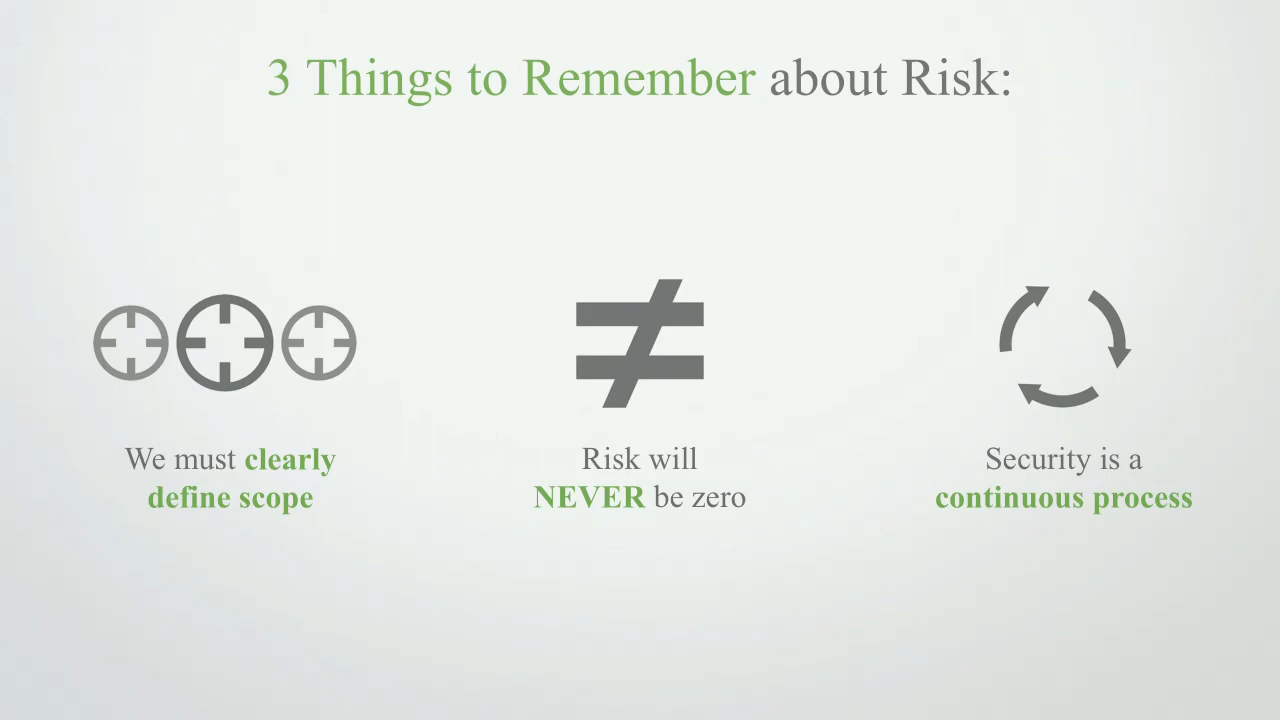 3 Things to Remember about Risk:
We must clearly
define scope
Risk will
NEVER be zero
Security is a
continuous process